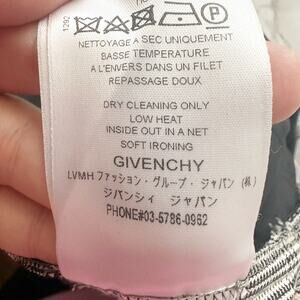 NETTOYAGE A SEC UNIQUEMENT
BASSE TEMPERATURE
A L'ENVERS DANS UN FILET
REPASSAGE DOUX
DRY CLEANING ONLY
LOW HEAT
INSIDE OUT IN A NET
SOFT IRONING
GIVENCHY
LVMH ファッション・グループ・ジャパン (株)
ジバンシィ ジャパン
PHONE#03-5786-0962